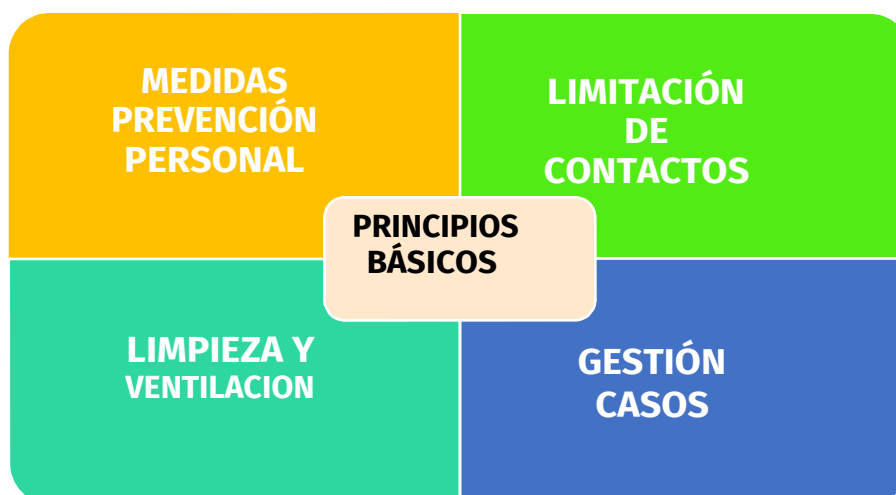 MEDIDAS
PREVENCIÓN
PERSONAL
LIMITACIÓN
DE
CONTACTOS
PRINCIPIOS
BÁSICOS
LIMPIEZA Y
VENTILACION
GESTIÓN
CASOS